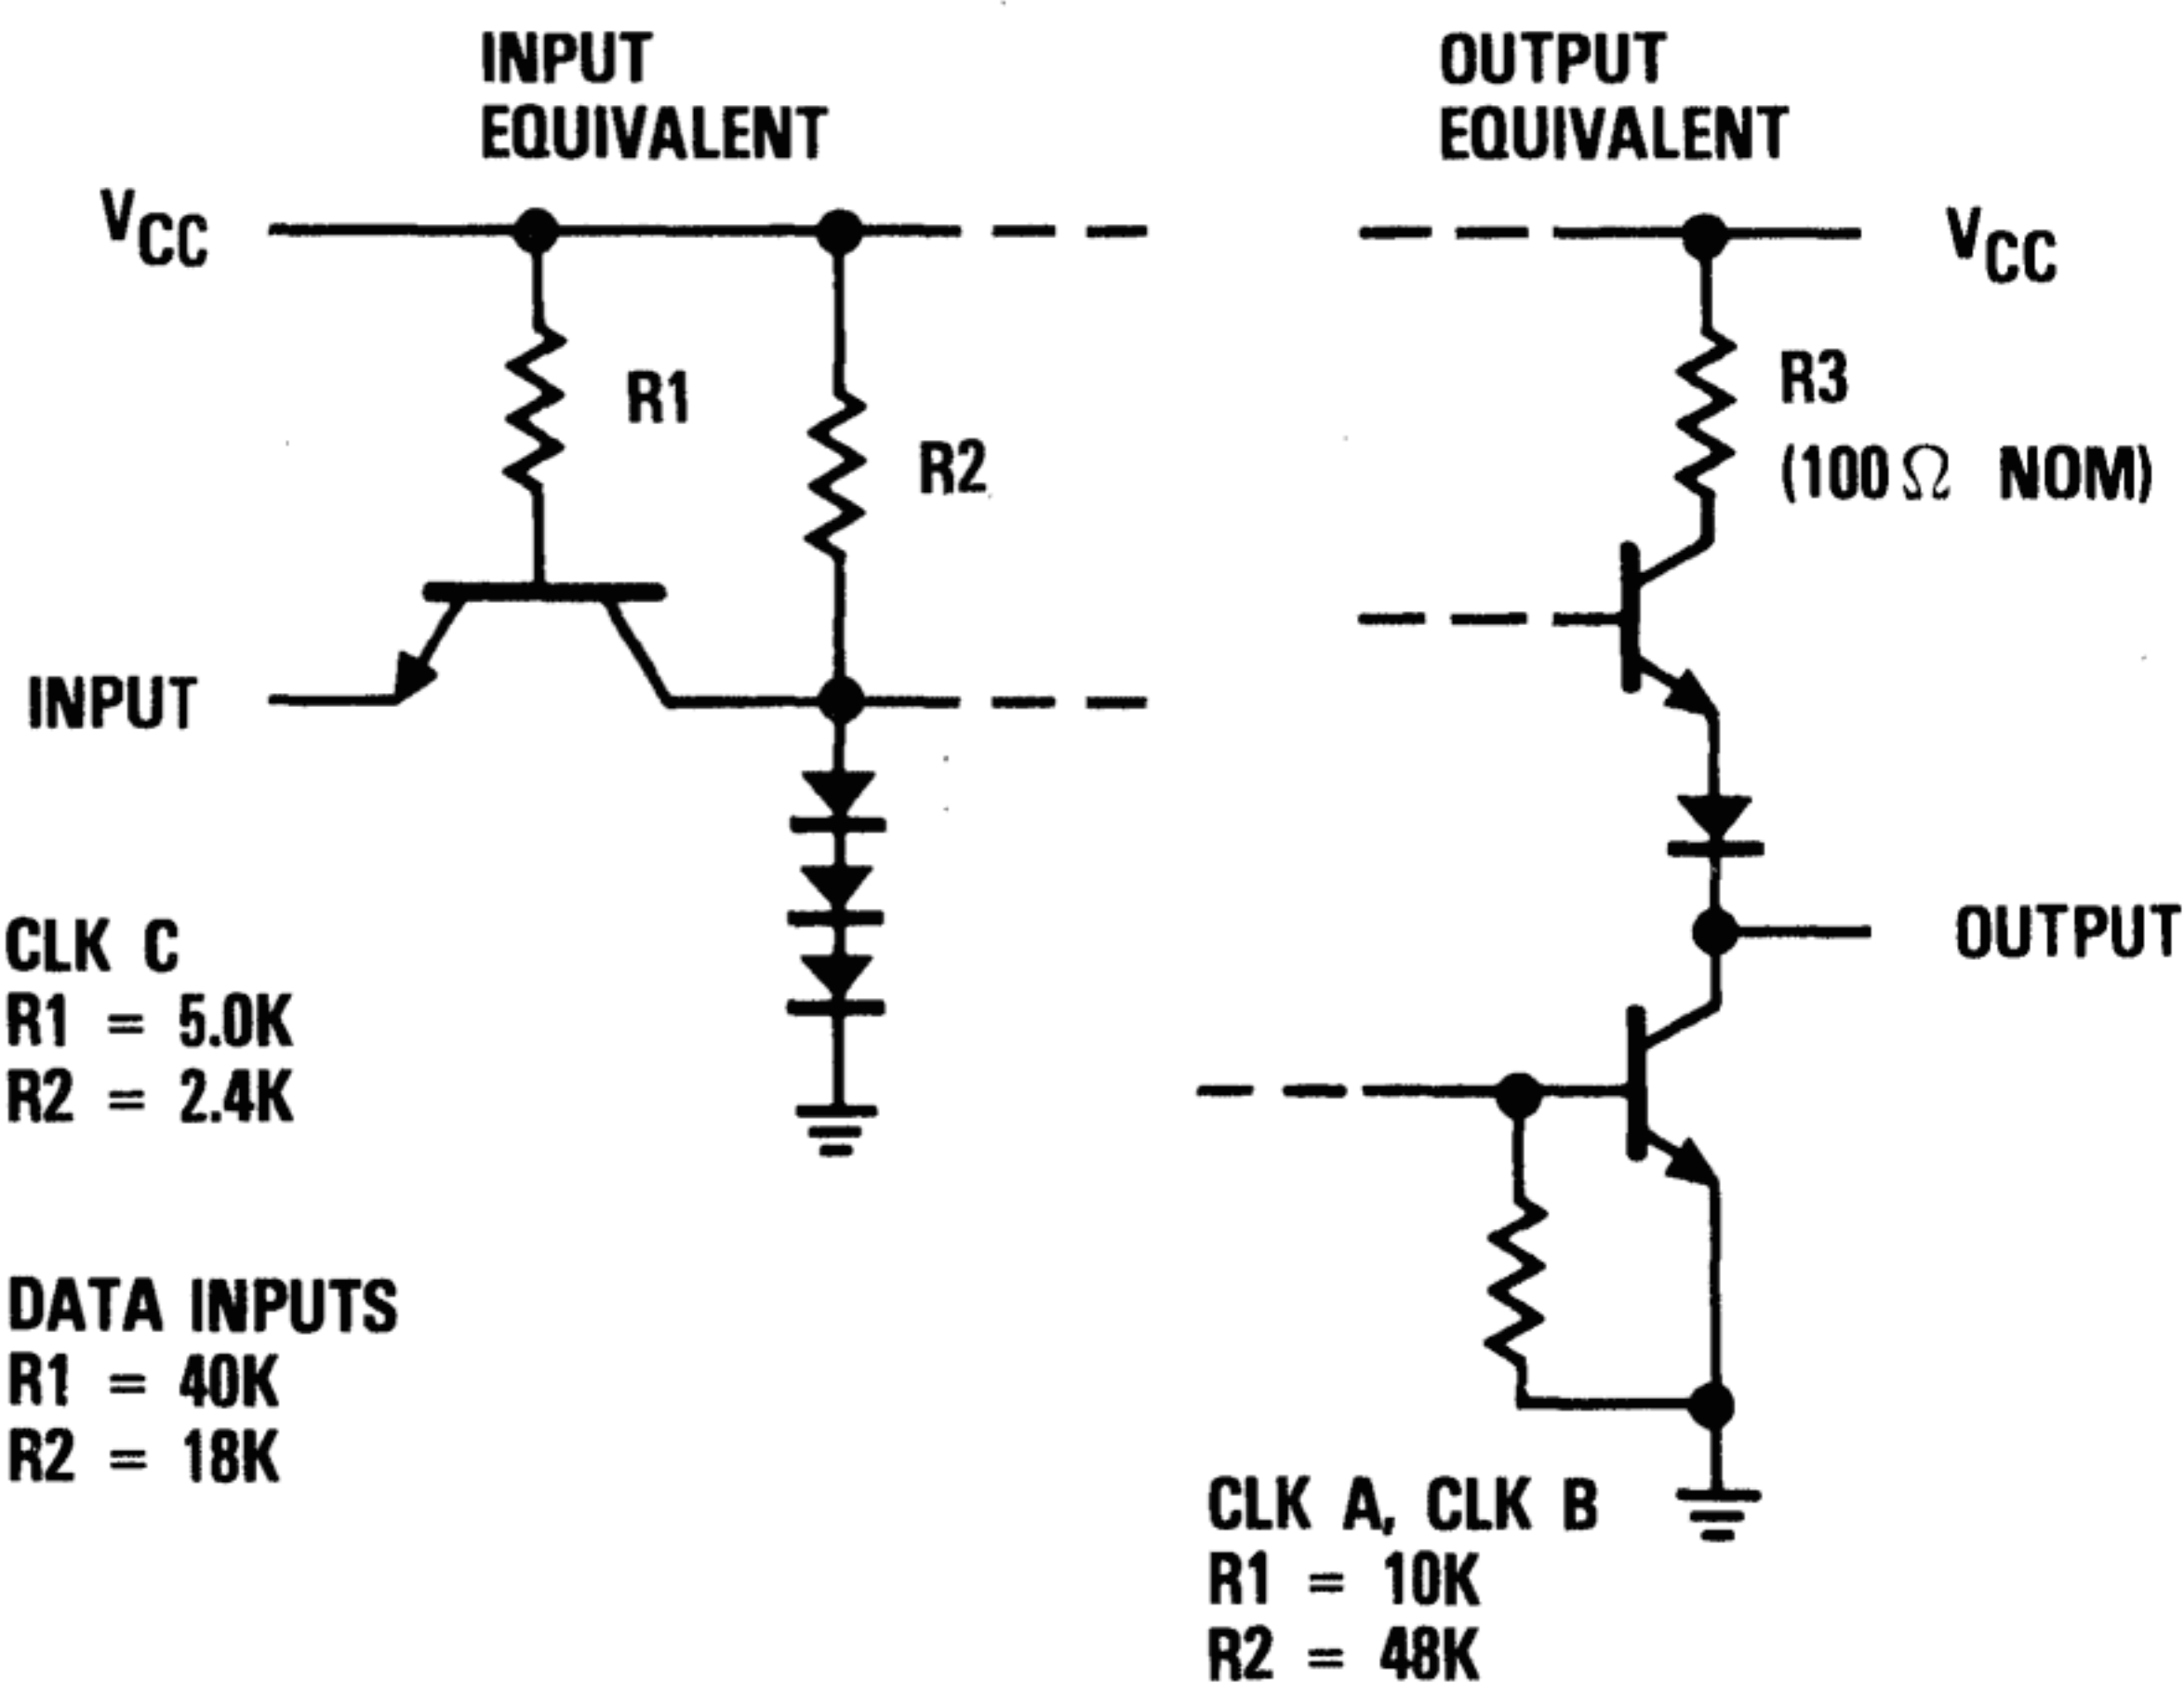 INPUT
EQUIVALENT
VCC
R1
R2
INPUT
CLK C
R1 = 5.0K
R2 = 2.4K
DATA INPUTS
R1 = 40K
R2 = 18K
OUTPUT
EQUIVALENT
VCC
R3
(100Ω NOM)
OUTPUT
CLK A, CLK B
R1 = 10K
R2 = 48K